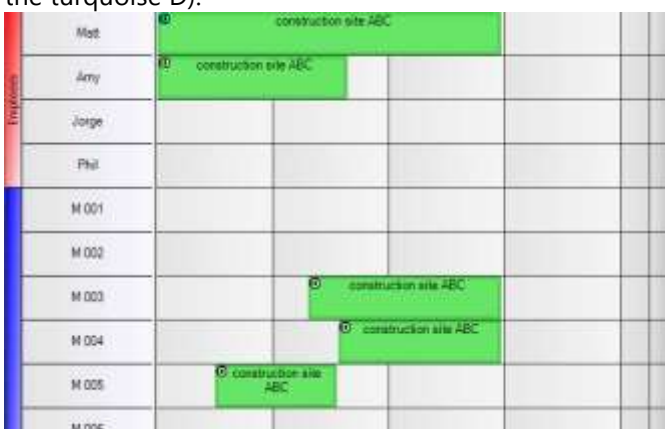 the turquoise D).
Matt
construction site ABC
Amy
construction site ABC
Employees
Jorge
Phil
M 001
M 002
M 003
construction site ABC
M 004
construction site ABC
M 005
construction site
ABC
M 006